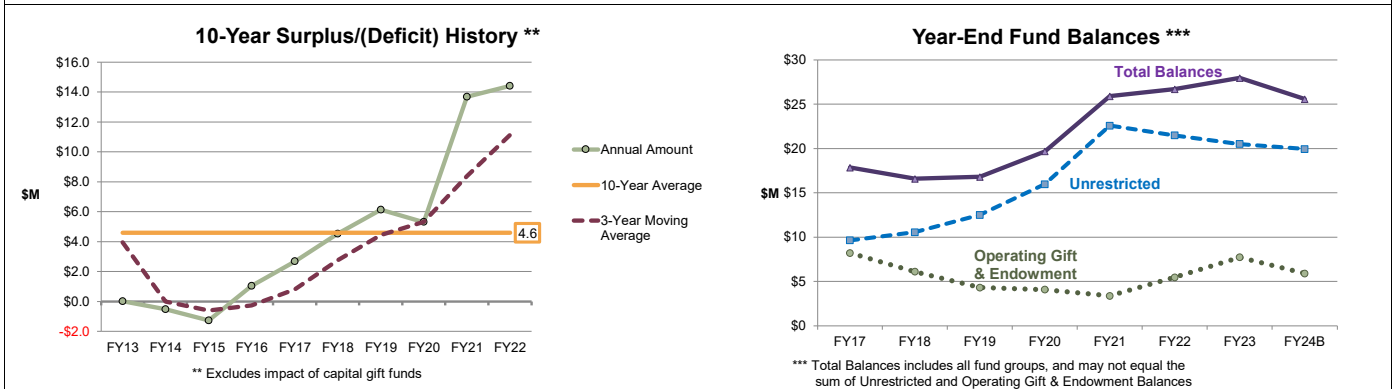 10-Year Surplus/(Deficit) History **
$16.0
$14.0
$12.0
$10.0
$8.0
$6.0
$4.0
$2.0
$0.0
-$2.0
$M
FY13 FY14 FY15 FY16 FY17 FY18 FY19 FY20 FY21 FY22
4.6
Annual Amount
10-Year Average
3-Year Moving
Average
** Excludes impact of capital gift funds
Year-End Fund Balances ***
$30
$25
$20
$15
$10
$5
$0
$M
Total Balances
Unrestricted
Operating Gift
& Endowment
FY17 FY18 FY19 FY20 FY21 FY22 FY23 FY24B
*** Total Balances includes all fund groups, and may not equal the
sum of Unrestricted and Operating Gift & Endowment Balances